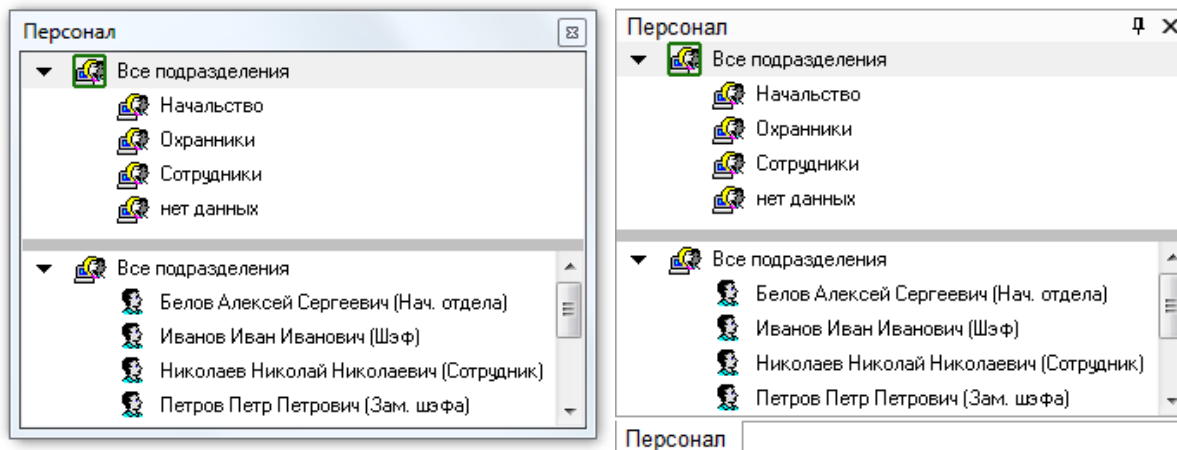 Персонал
Все подразделения
Начальство
Охранники
Сотрудники
нет данных
Все подразделения
Белов Алексей Сергеевич (Нач. отдела)
Иванов Иван Иванович (Шэф)
Николаев Николай Николаевич (Сотрудник)
Петров Петр Петрович (Зам. шэфа)
Персонал
Все подразделения
Начальство
Охранники
Сотрудники
нет данных
Все подразделения
Белов Алексей Сергеевич (Нач. отдела)
Иванов Иван Иванович (Шэф)
Николаев Николай Николаевич (Сотрудник)
Петров Петр Петрович (Зам. шэфа)
Персонал